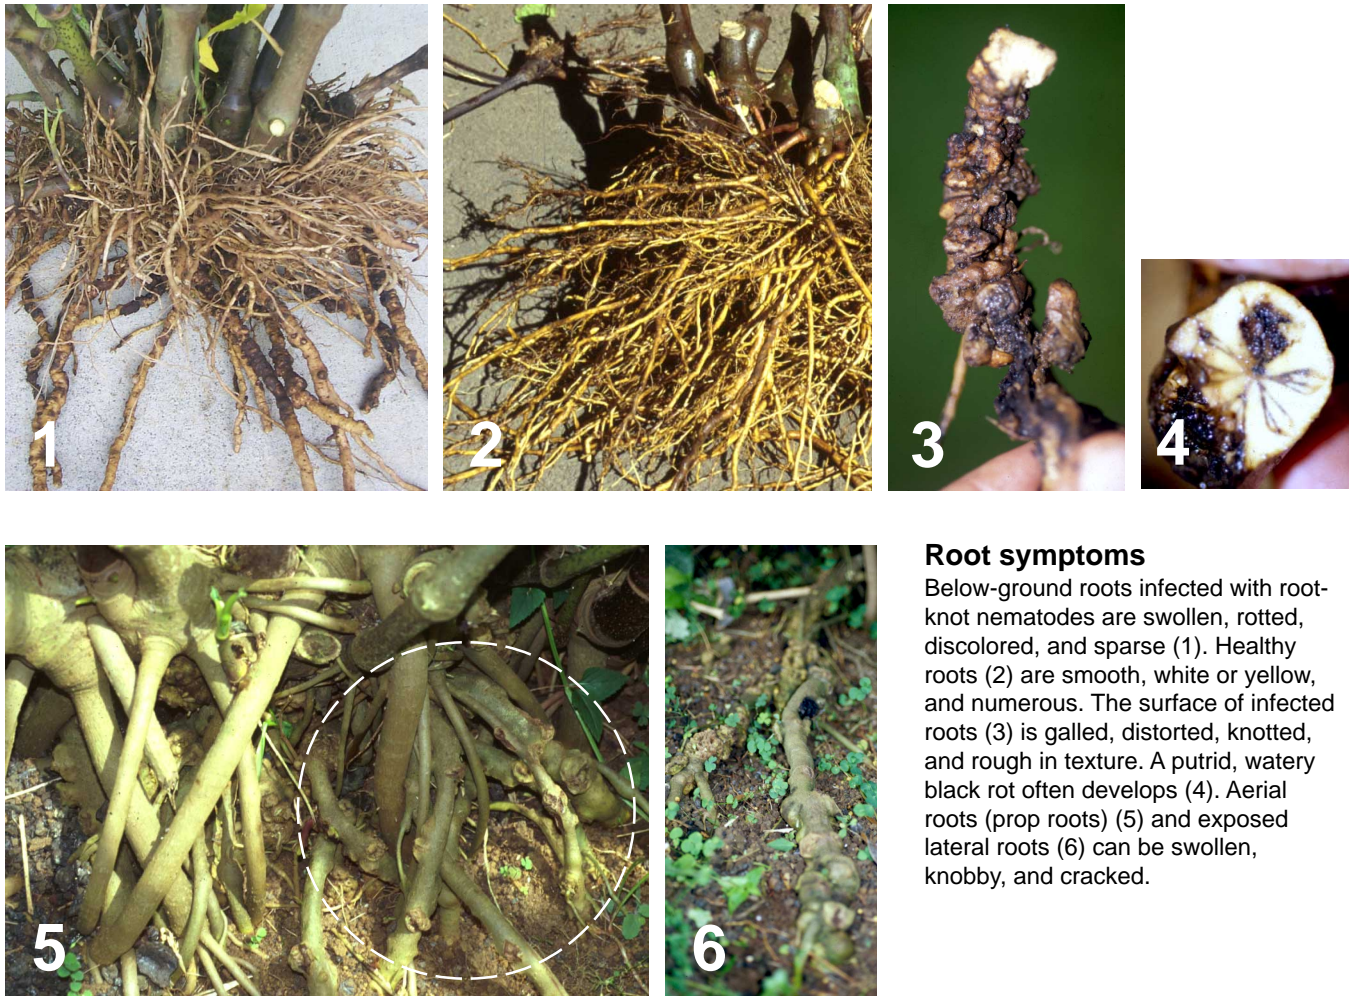 1
2
3
4
5
6
Root symptoms
Below-ground roots infected with root-
knot nematodes are swollen, rotted,
discolored, and sparse (1). Healthy
roots (2) are smooth, white or yellow,
and numerous. The surface of infected
roots (3) is galled, distorted, knotted,
and rough in texture. A putrid, watery
black rot often develops (4). Aerial
roots (prop roots) (5) and exposed
lateral roots (6) can be swollen,
knobby, and cracked.